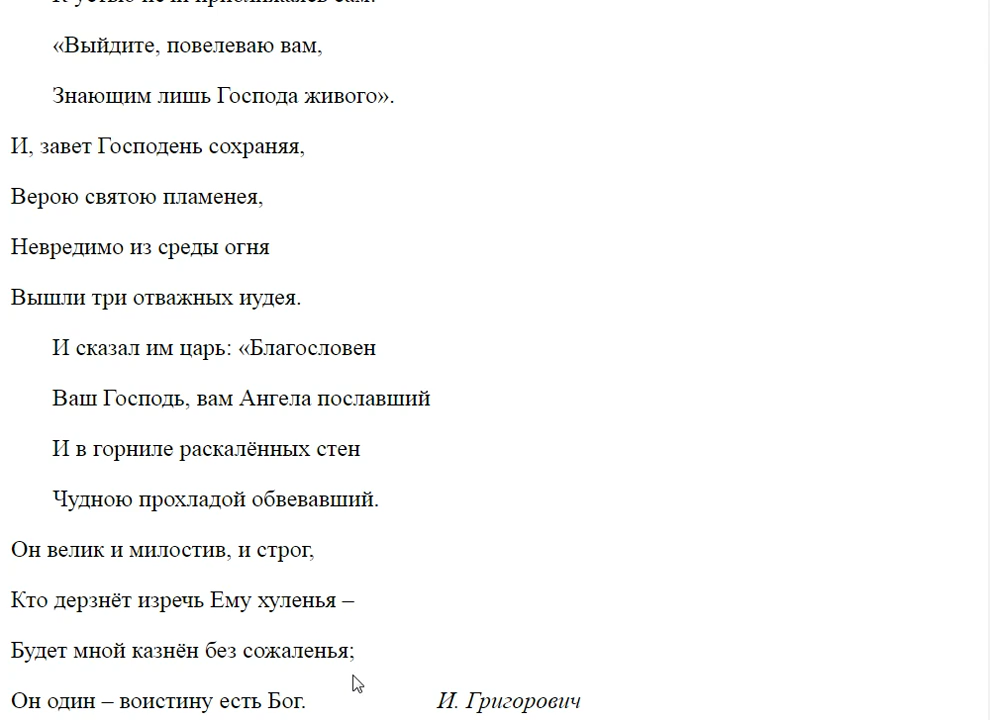 «Выйдите, повелеваю вам,
Знающим лишь Господа живого».
И, завет Господень сохраняя,
Верою святою пламенея,
Невредимо из среды огня
Вышли три отважных иудея.
И сказал им царь: «Благословен
Ваш Господь, вам Ангела пославший
И в горниле раскалённых стен
Чудною прохладой обвевавший.
Он велик и милостив, и строг,
Кто дерзнёт изречь Ему хуленья –
Будет мной казнён без сожаленья;
Он один – воистину есть Бог. И. Григорович